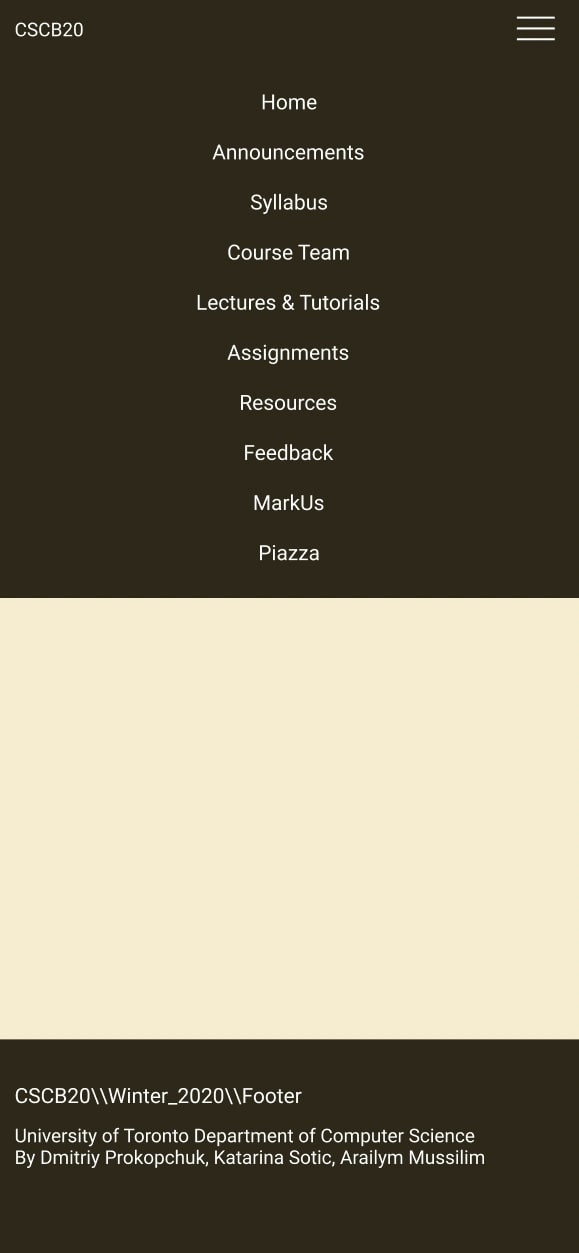 CSCB20
Home
Announcements
Syllabus
Course Team
Lectures & Tutorials
Assignments
Resources
Feedback
MarkUs
Piazza
CSCB20\\Winter_2020\\Footer
University of Toronto Department of Computer Science
By Dmitriy Prokopchuk, Katarina Sotic, Arailym Mussilim